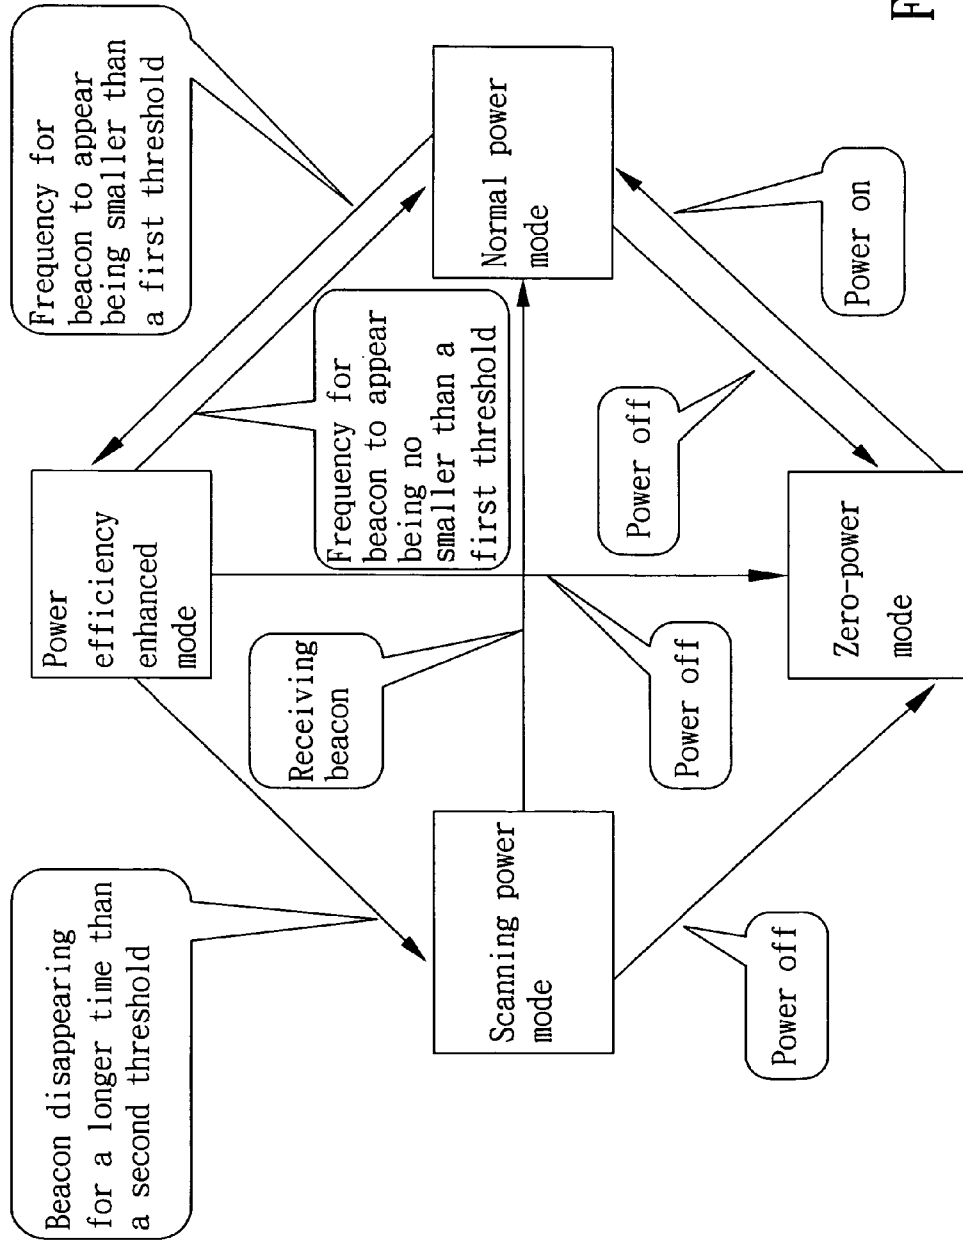 Beacon disappearing
for a longer time than
a second threshold
Power
efficiency
enhanced
mode
Frequency for
beacon to appear
being smaller than
a first threshold
Receiving
beacon
Frequency for
beacon to appear
being no
smaller than a
first threshold
Scanning power
mode
Normal power
mode
Power off
Power off
Power off
Power on
Zero-power
mode
F